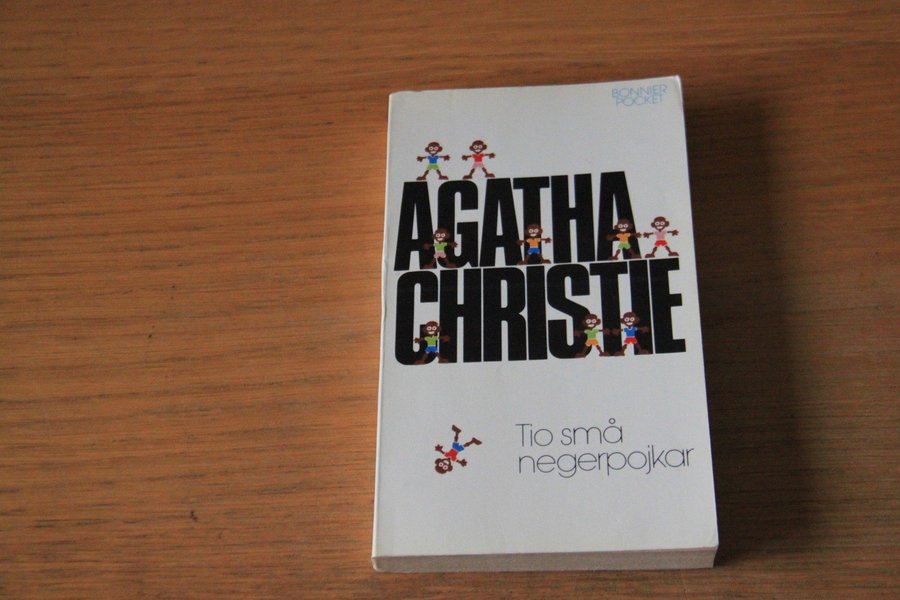 BONNIER
POCKET
AGATHA
CHRISTIE
Tio små
negerpojkar